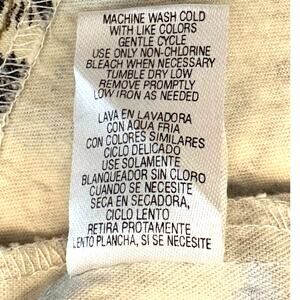 MACHINE WASH COLD
WITH LIKE COLORS
GENTLE CYCLE
USE ONLY NON-CHLORINE
BLEACH WHEN NECESSARY
TUMBLE DRY LOW
REMOVE PROMPTLY
LOW IRON AS NEEDED
LAVA EN LAVADORA
CON AQUA FRIA
CON COLORES SIMILARES
CICLO DELICADO
USE SOLAMENTE
BLANQUEADOR SIN CLORO
CUANDO SE NECESITE
SECA EN SECADORA,
CICLO LENTO
RETIRA PROTAMENTE
LENTO PLANCHA, SI SE NECESITE